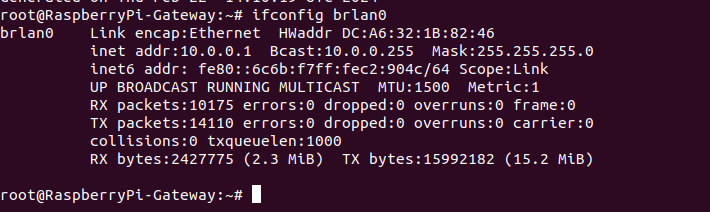 root@RaspberryPi-Gateway:~# ifconfig brlan0
brlan0    Link encap:Ethernet  HWaddr DC:A6:32:1B:82:46
          inet addr:10.0.0.1  Bcast:10.0.0.255  Mask:255.255.255.0
          inet6 addr: fe80::6c6b:f7ff:fec2:904c/64 Scope:Link
          UP BROADCAST RUNNING MULTICAST  MTU:1500  Metric:1
          RX packets:10175 errors:0 dropped:0 overruns:0 frame:0
          TX packets:14110 errors:0 dropped:0 overruns:0 carrier:0
          collisions:0 txqueuelen:1000
          RX bytes:2427775 (2.3 MiB)  TX bytes:15992182 (15.2 MiB)
root@RaspberryPi-Gateway:~#